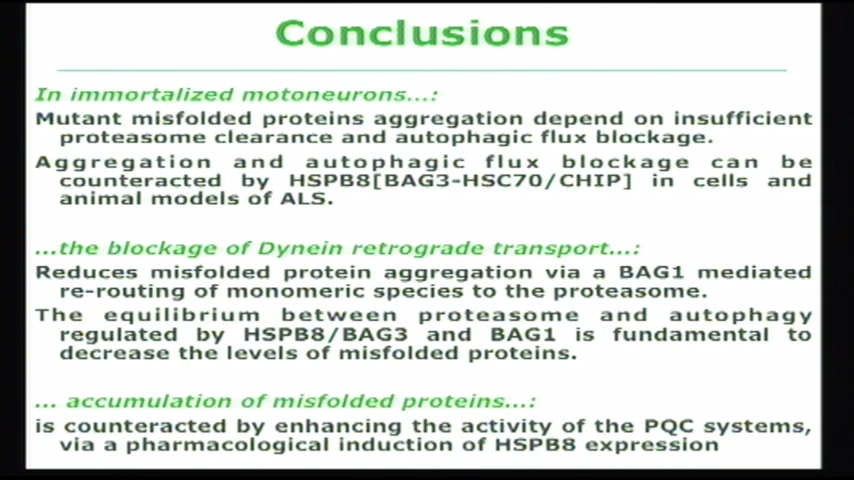 Conclusions
In immortalized motoneurons...:
Mutant misfolded proteins aggregation depend on insufficient
proteasome clearance and autophagic flux blockage.
Aggregation and autophagic flux blockage can be
counteracted by HSPB8[BAG3-HSC70/CHIP] in cells and
animal models of ALS.
...the blockage of Dynein retrograde transport...:
Reduces misfolded protein aggregation via a BAG1 mediated
re-routing of monomeric species to the proteasome.
The equilibrium between proteasome and autophagy
regulated by HSPB8/BAG3 and BAG1 is fundamental to
decrease the levels of misfolded proteins.
... accumulation of misfolded proteins...:
is counteracted by enhancing the activity of the PQC systems,
via a pharmacological induction of HSPB8 expression